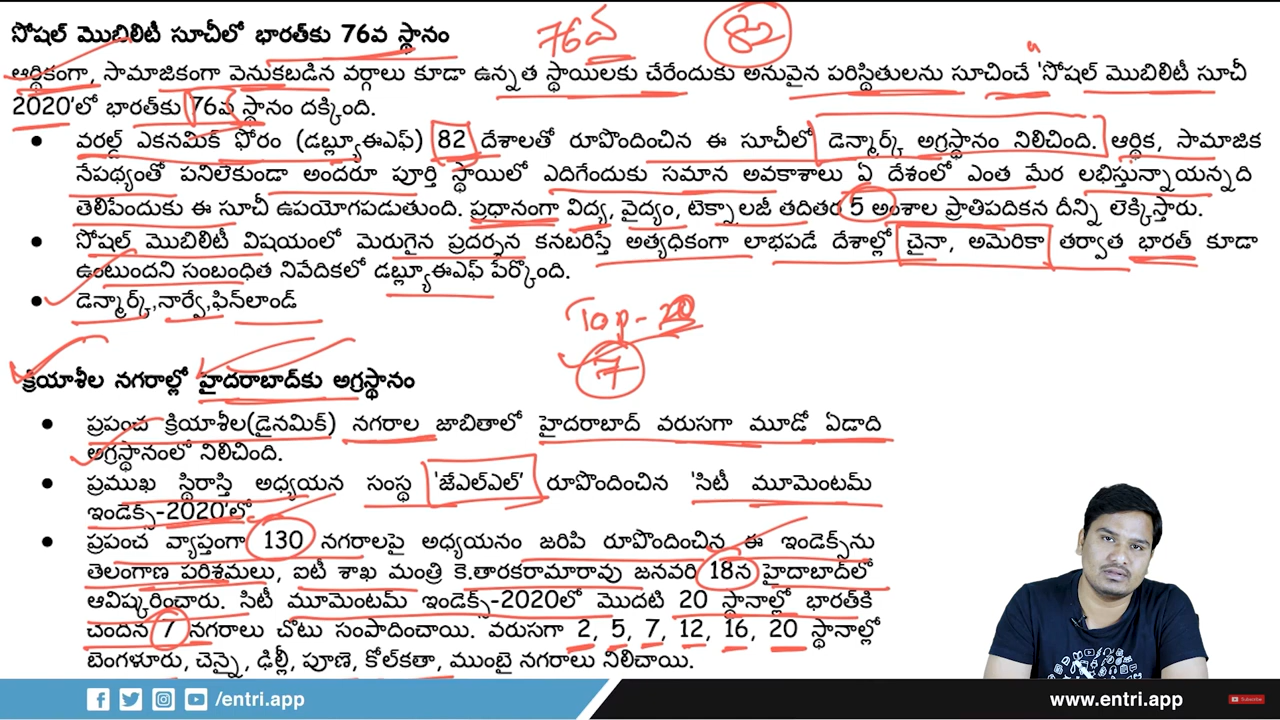 సోషల్ మొబిలిటీ సూచీలో భారత్‌కు 76వ స్థానం
76వ
82
ఆర్థికంగా, సామాజికంగా వెనుకబడిన వర్గాలు కూడా ఉన్నత స్థాయిలకు చేరేందుకు అనువైన పరిస్థితులను సూచించే 'సోషల్ మొబిలిటీ సూచీ
2020'లో భారత్‌కు 76వ స్థానం దక్కింది.
• వరల్డ్ ఎకనమిక్ ఫోరం (డబ్ల్యూఈఎఫ్) 82 దేశాలతో రూపొందించిన ఈ సూచీలో డెన్మార్క్ అగ్రస్థానం నిలిచింది. ఆర్థిక, సామాజిక
నేపథ్యంతో పనిలేకుండా అందరూ పూర్తి స్థాయిలో ఎదిగేందుకు సమాన అవకాశాలు ఏ దేశంలో ఎంత మేర లభిస్తున్నాయన్నది
తెలిపేందుకు ఈ సూచీ ఉపయోగపడుతుంది. ప్రధానంగా విద్య, వైద్యం, టెక్నాలజీ తదితర 5 అంశాల ప్రాతిపదికన దీన్ని లెక్కిస్తారు.
• సోషల్ మొబిలిటీ విషయంలో మెరుగైన ప్రదర్శన కనబరిస్తే అత్యధికంగా లాభపడే దేశాల్లో చైనా, అమెరికా తర్వాత భారత్ కూడా
ఉంటుందని సంబంధిత నివేదికలో డబ్ల్యూఈఎఫ్ పేర్కొంది.
• డెన్మార్క్,నార్వే,ఫిన్‌లాండ్
Top-20
7
క్రియాశీల నగరాల్లో హైదరాబాద్‌కు అగ్రస్థానం
• ప్రపంచ క్రియాశీల(డైనమిక్) నగరాల జాబితాలో హైదరాబాద్ వరుసగా మూడో ఏడాది
అగ్రస్థానంలో నిలిచింది.
• ప్రముఖ స్థిరాస్తి అధ్యయన సంస్థ 'జేఎల్ఎల్' రూపొందించిన 'సిటీ మూమెంటమ్
ఇండెక్స్-2020'లో
• ప్రపంచ వ్యాప్తంగా 130 నగరాలపై అధ్యయనం జరిపి రూపొందించిన ఈ ఇండెక్స్‌ను
తెలంగాణ పరిశ్రమలు, ఐటీ శాఖ మంత్రి కె.తారకరామారావు జనవరి 18న హైదాబాద్‌లో
ఆవిష్కరించారు. సిటీ మూమెంటమ్ ఇండెక్స్-2020లో మొదటి 20 స్థానాల్లో భారత్‌కి
చెందిన 7 నగరాలు చోటు సంపాదించాయి. వరుసగా 2, 5, 7, 12, 16, 20 స్థానాల్లో
బెంగళూరు, చెన్నై, ఢిల్లీ, పూణె, కోల్‌కతా, ముంబై నగరాలు నిలిచాయి.
/entri.app
www.entri.app
Subscribe